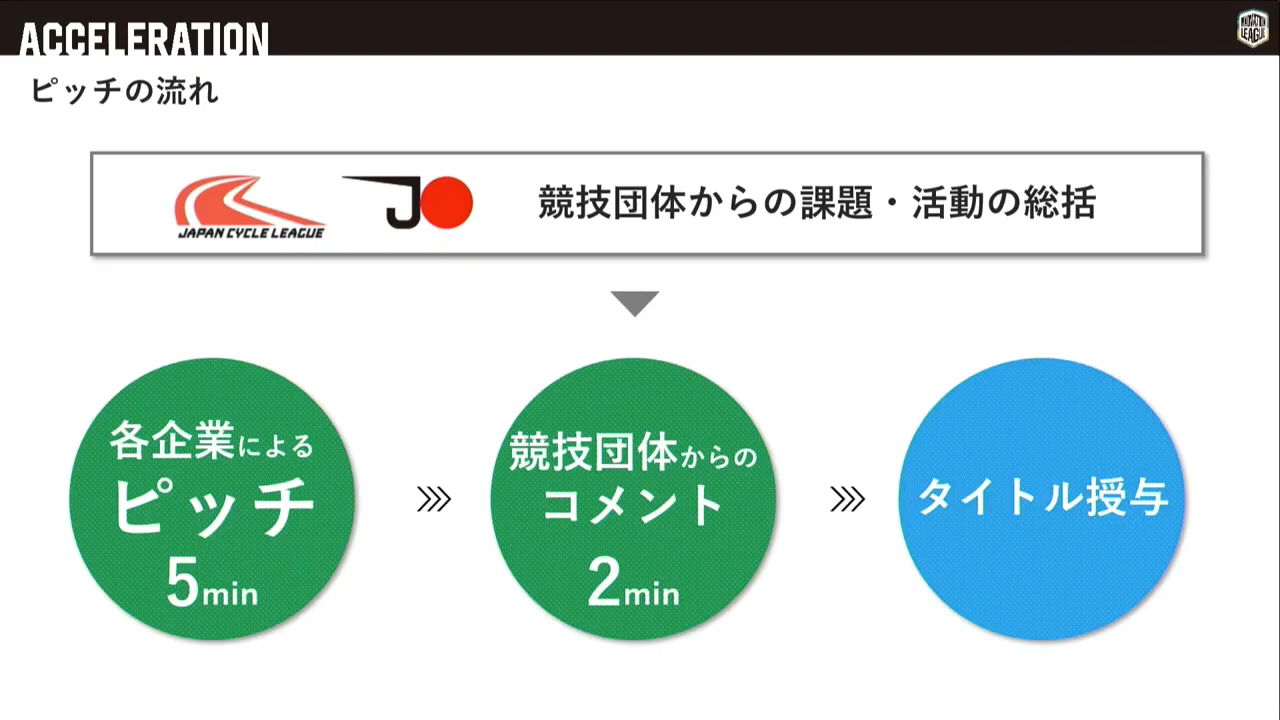 ACCELERATION
INNOVATION
LEAGUE
ピッチの流れ
JAPAN CYCLE LEAGUE
J
競技団体からの課題・活動の総括
各企業による
ピッチ
5min
競技団体からの
コメント
2min
タイトル授与